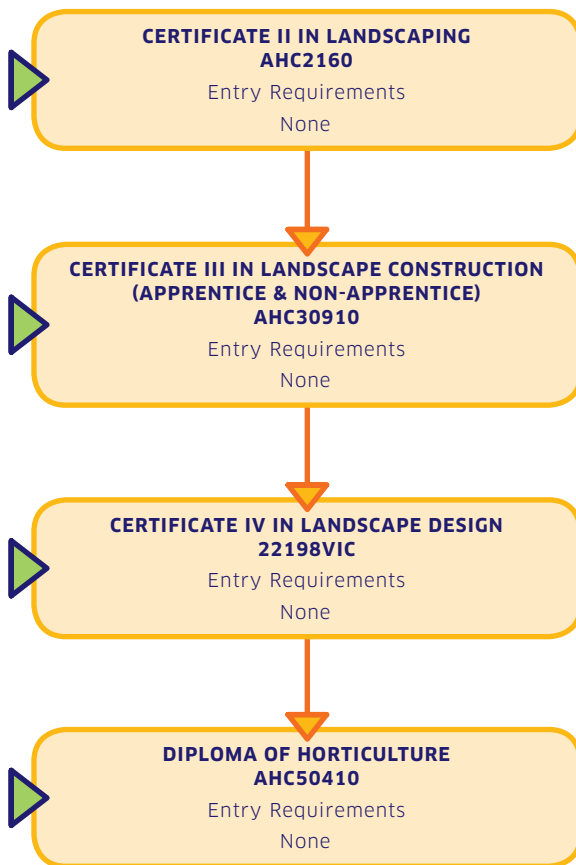 CERTIFICATE II IN LANDSCAPING
AHC2160
Entry Requirements
None
CERTIFICATE III IN LANDSCAPE CONSTRUCTION
(APPRENTICE & NON-APPRENTICE)
AHC30910
Entry Requirements
None
CERTIFICATE IV IN LANDSCAPE DESIGN
22198VIC
Entry Requirements
None
DIPLOMA OF HORTICULTURE
AHC50410
Entry Requirements
None